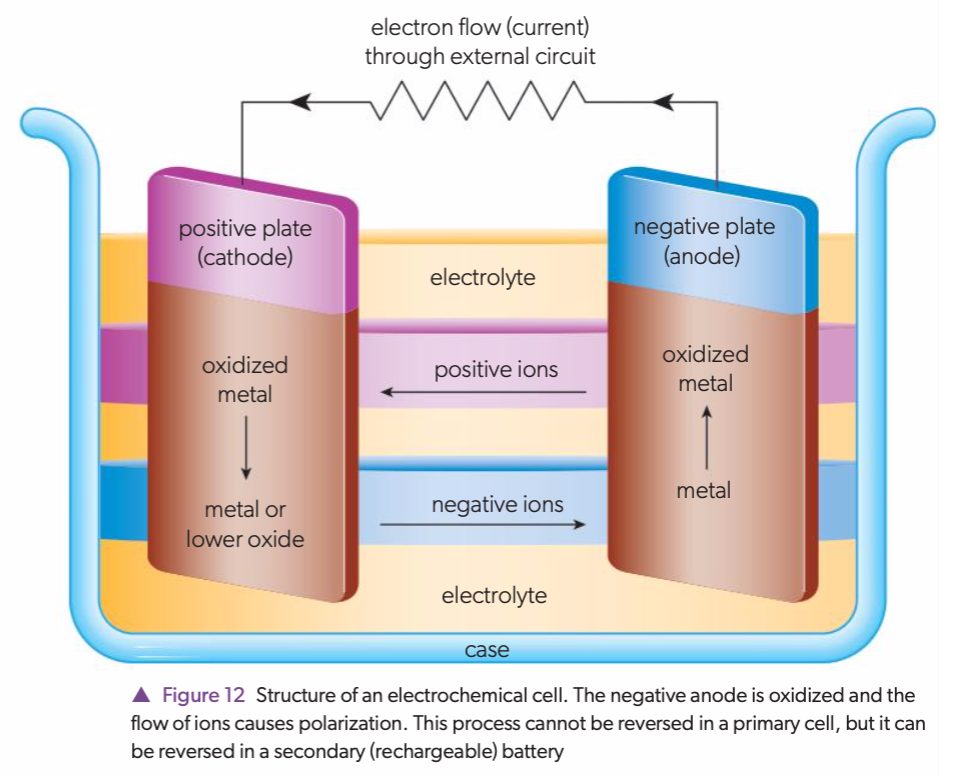 electron flow (current)
through external circuit
positive plate
(cathode)
negative plate
(anode)
electrolyte
oxidized
metal
positive ions
oxidized
metal
metal or
lower oxide
negative ions
metal
electrolyte
case
▲ Figure 12 Structure of an electrochemical cell. The negative anode is oxidized and the
flow of ions causes polarization. This process cannot be reversed in a primary cell, but it can
be reversed in a secondary (rechargeable) battery